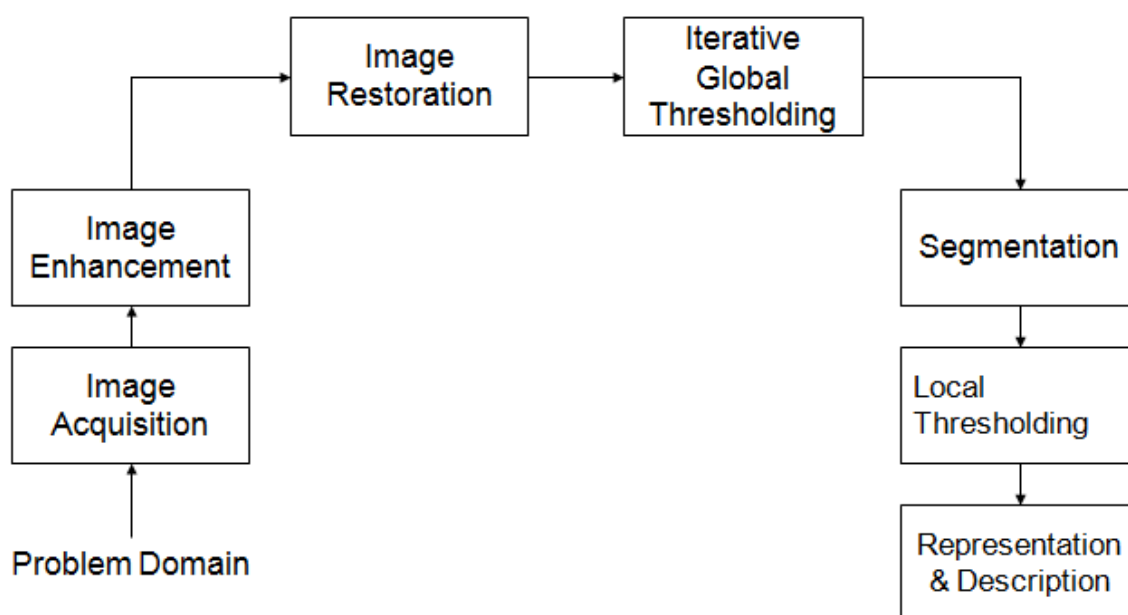 Problem Domain
Image
Acquisition
Image
Enhancement
Image
Restoration
Iterative
Global
Thresholding
Segmentation
Local
Thresholding
Representation
& Description